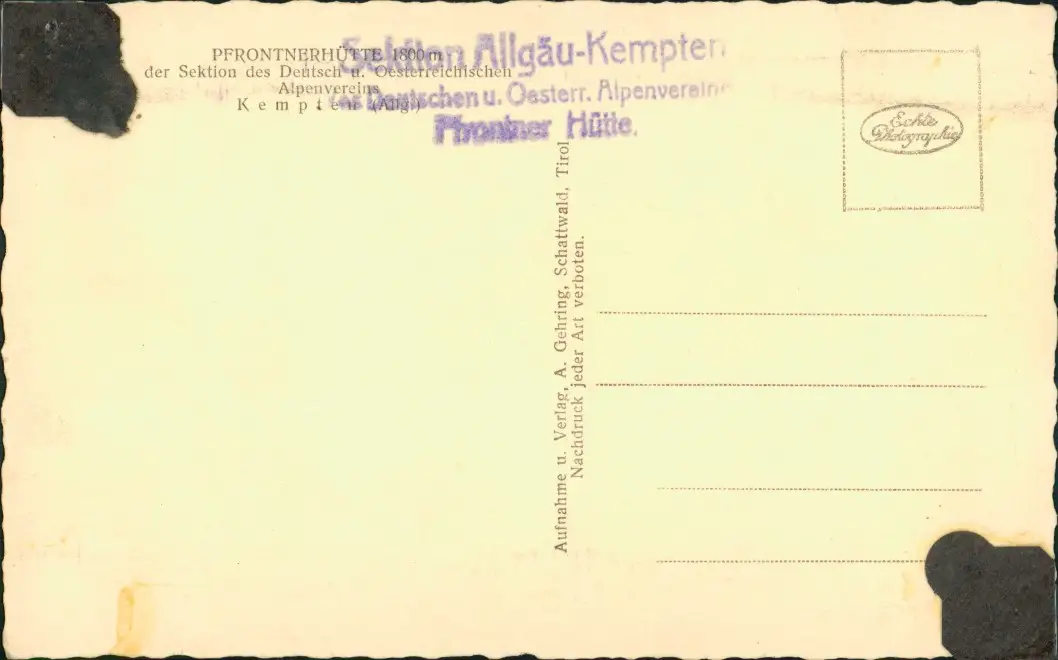 PFRONTNERHÜTTE 1800 m
der Sektion des Deutsch u. Oesterreichischen
Alpenvereins
Kempten (Allg.)
Sektion Allgäu-Kempten
des Deutschen u. Oesterr. Alpenvereins
Pfrontner Hütte.
Echte
Photographie
Aufnahme u. Verlag, A. Gehring, Schattwald, Tirol
Nachdruck jeder Art verboten.